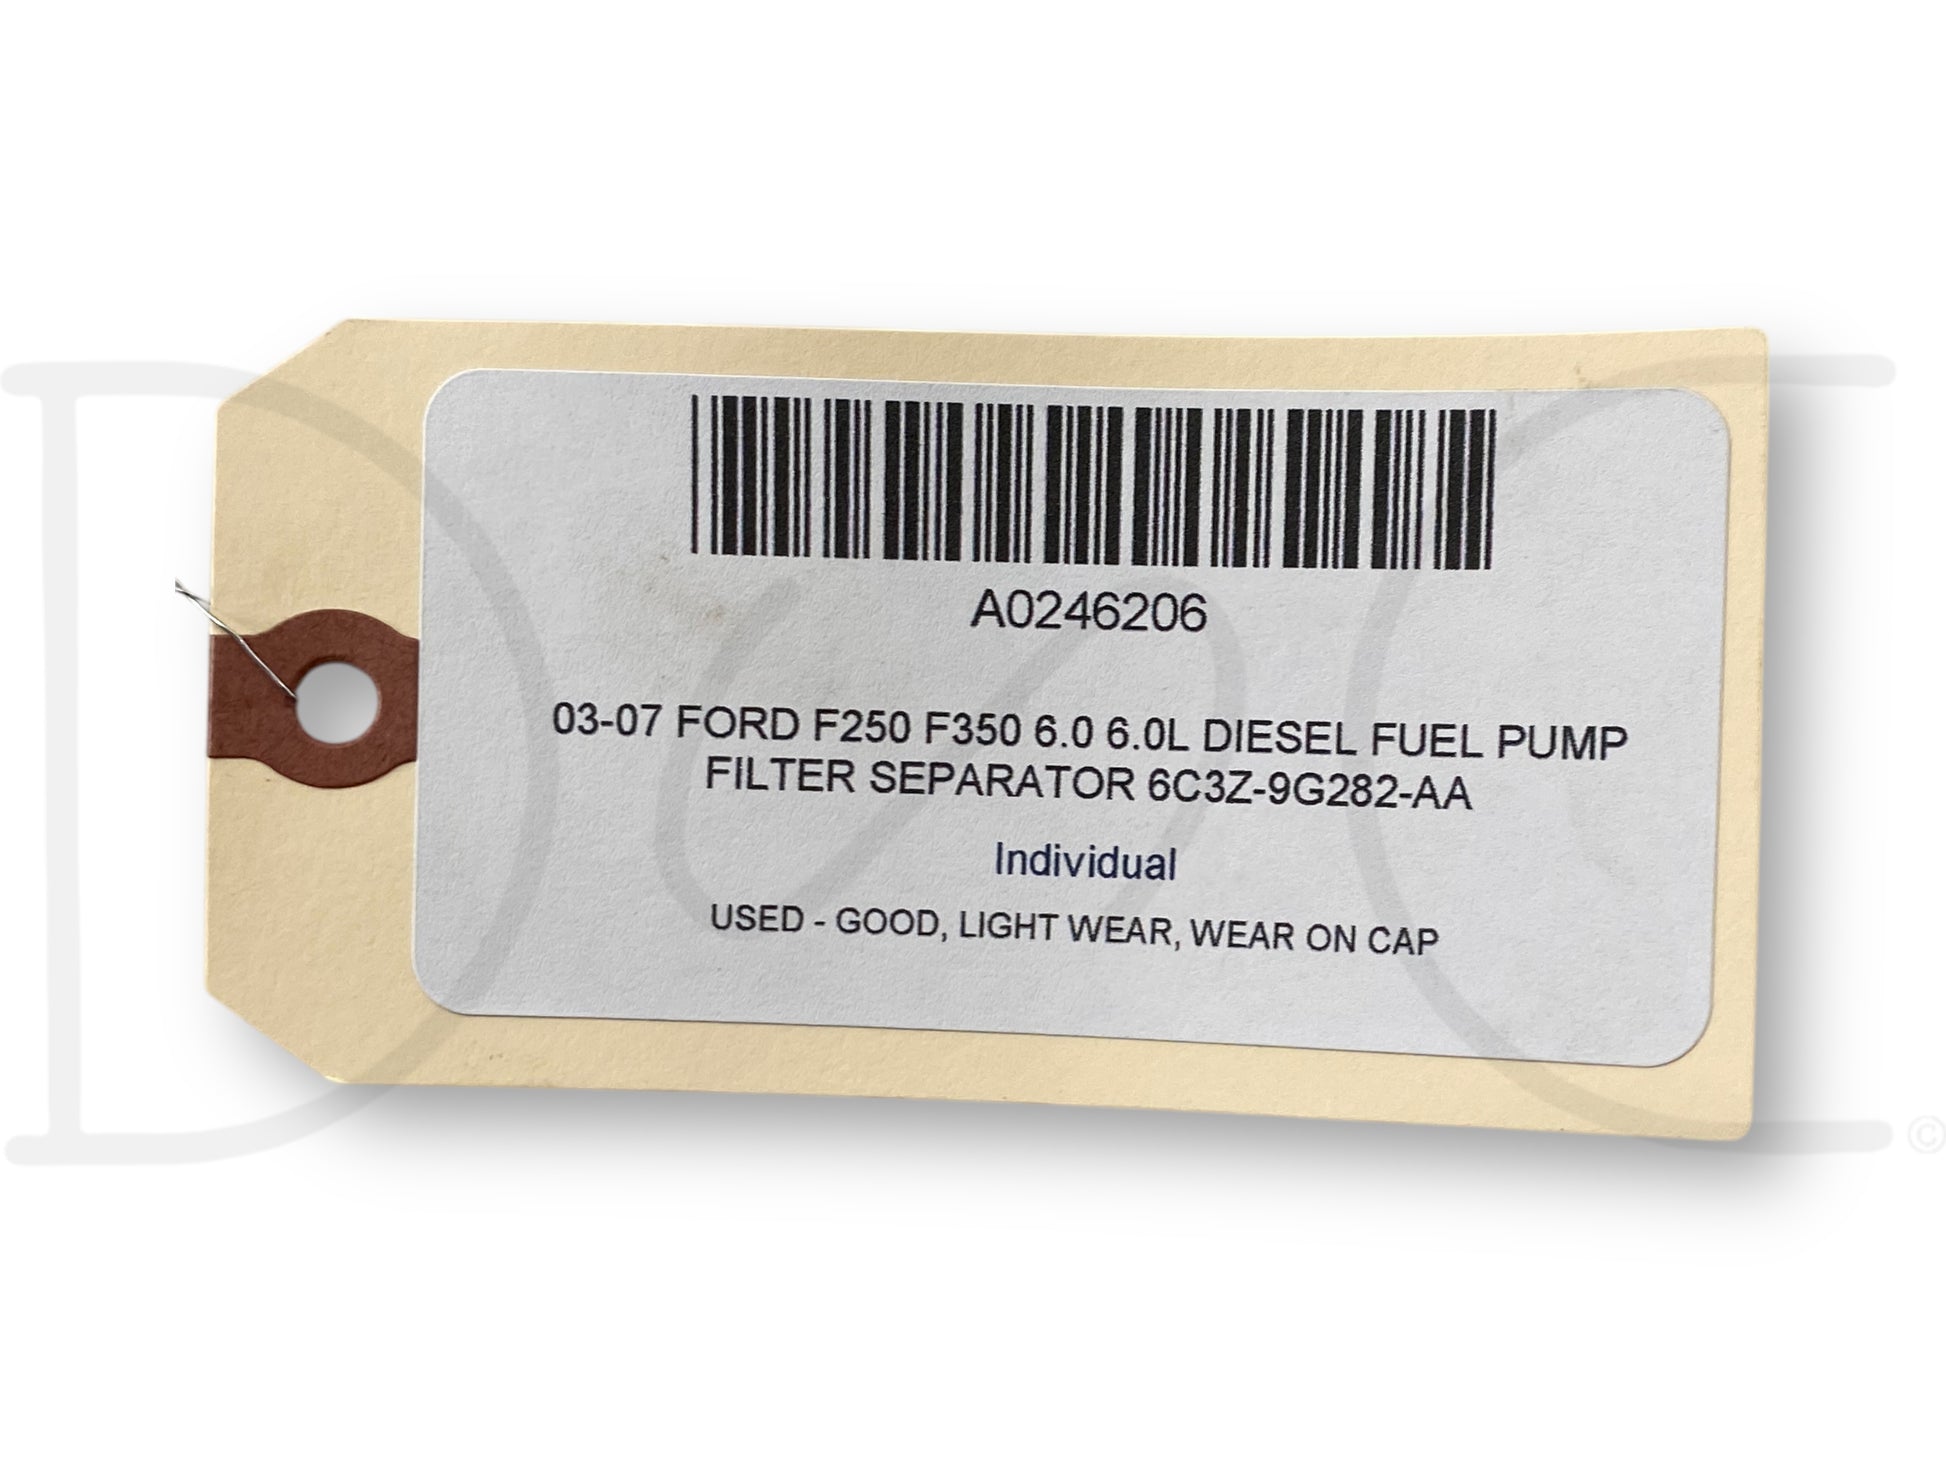 A0246206
03-07 FORD F250 F350 6.0 6.0L DIESEL FUEL PUMP
FILTER SEPARATOR 6C3Z-9G282-AA
Individual
USED - GOOD, LIGHT WEAR, WEAR ON CAP
©